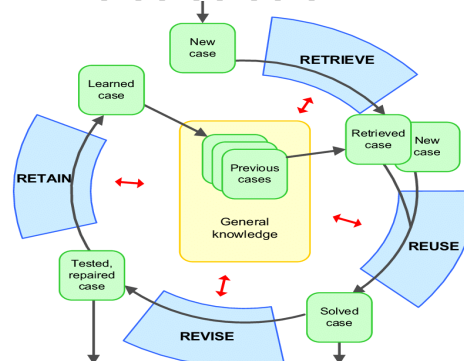 New
case
RETRIEVE
Learned
case
Retrieved
case
New
case
Previous
cases
RETAIN
General
knowledge
REUSE
Tested,
repaired
case
Solved
case
REVISE